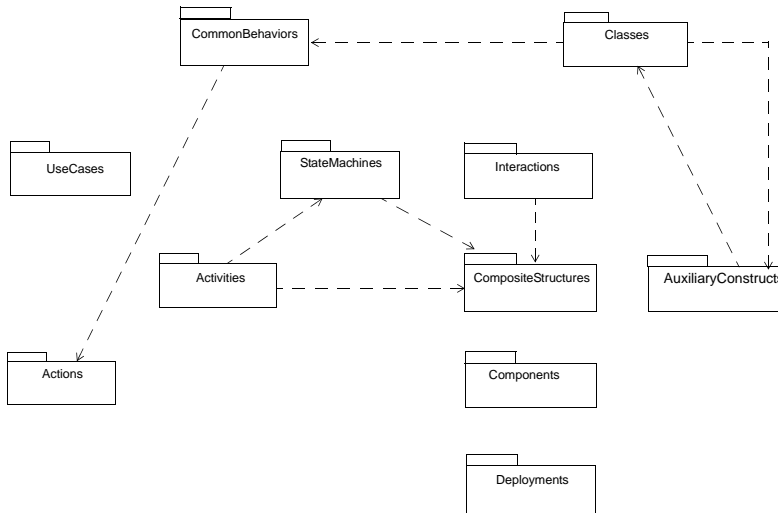 CommonBehaviors
Classes
UseCases
StateMachines
Interactions
Activities
CompositeStructures
AuxiliaryConstructs
Actions
Components
Deployments